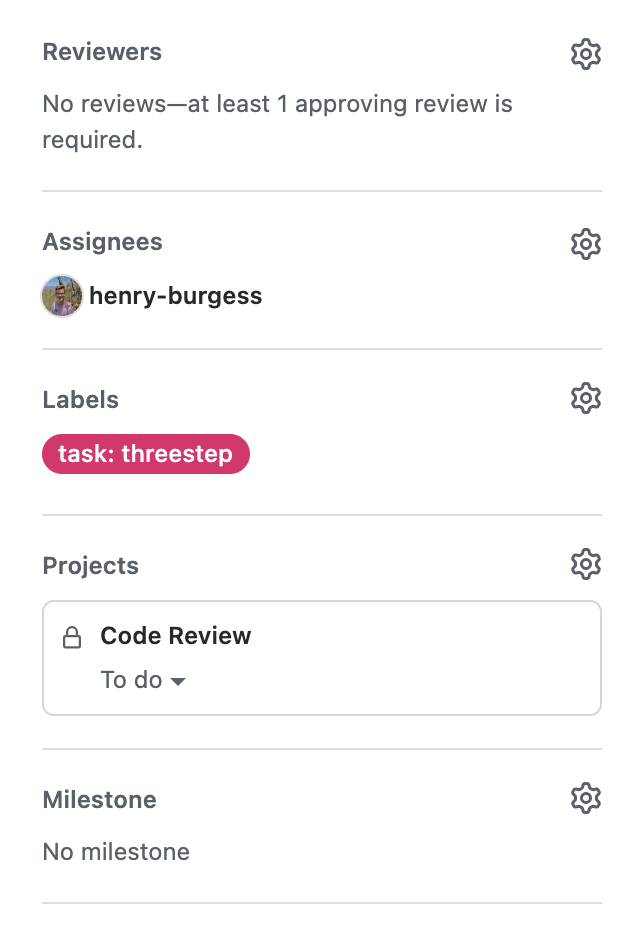 Reviewers
No reviews—at least 1 approving review is
required.
Assignees
henry-burgess
Labels
task: threestep
Projects
Code Review
To do
Milestone
No milestone